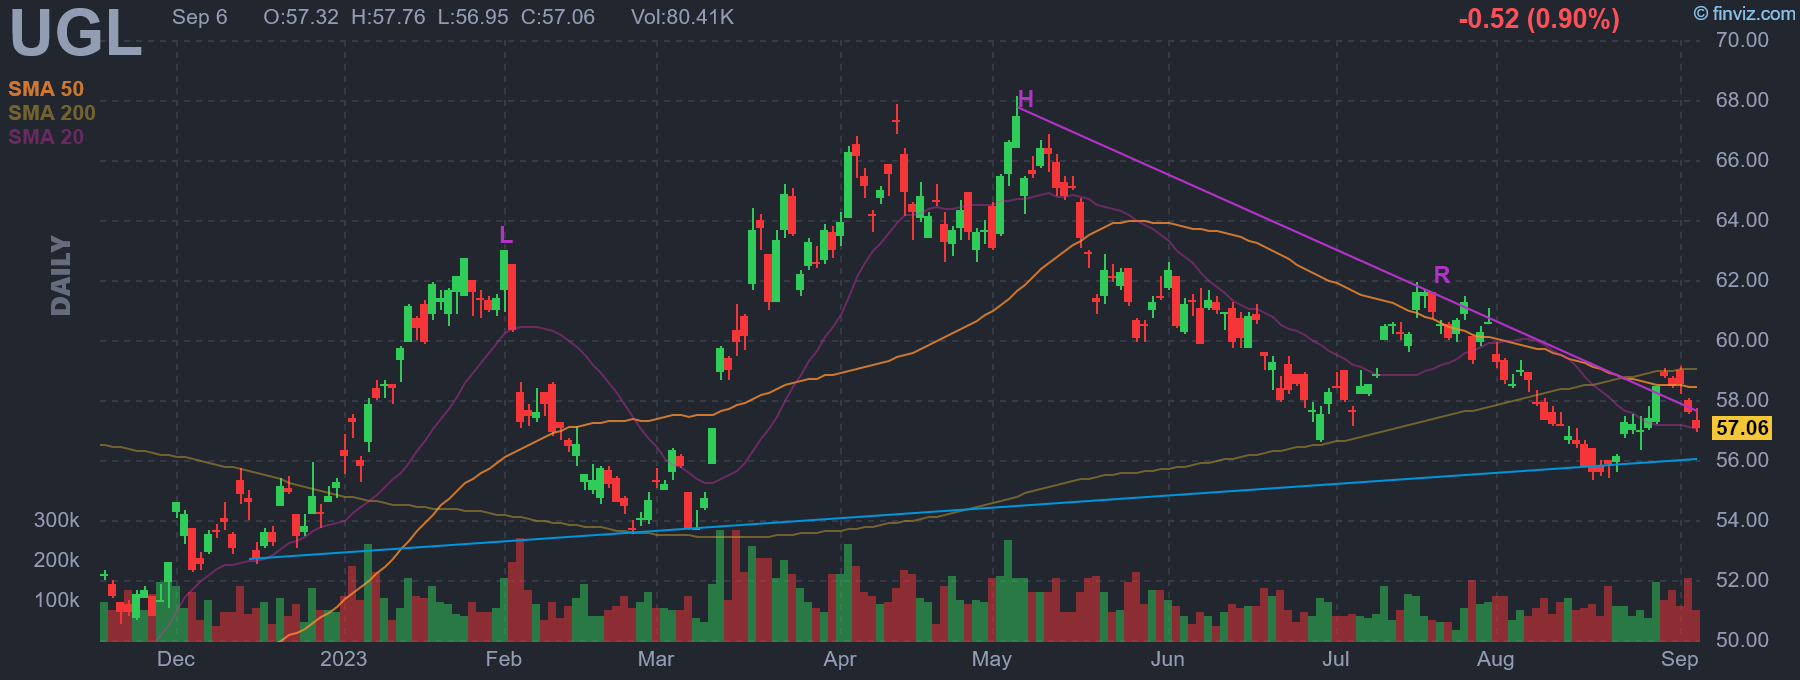 UGL
Sep 6 O:57.32 H:57.76 L:56.95 C:57.06 Vol:80.41K
-0.52 (0.90%)
© finviz.com
SMA 50
SMA 200
SMA 20
DAILY
L
H
R
70.00
68.00
66.00
64.00
62.00
60.00
58.00
57.06
56.00
54.00
52.00
50.00
300k
200k
100k
Dec 2023 Feb Mar Apr May Jun Jul Aug Sep